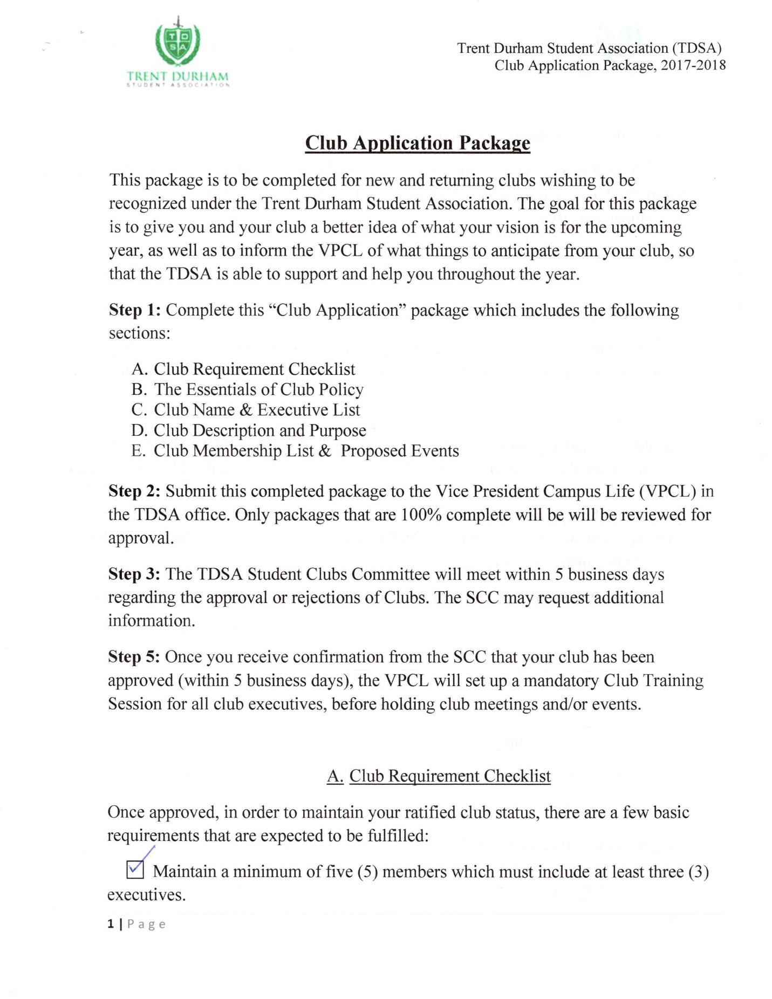 TDSA
TRENT DURHAM
STUDENT ASSOCIATION
Trent Durham Student Association (TDSA)
Club Application Package, 2017-2018
Club Application Package
This package is to be completed for new and returning clubs wishing to be
recognized under the Trent Durham Student Association. The goal for this package
is to give you and your club a better idea of what your vision is for the upcoming
year, as well as to inform the VPCL of what things to anticipate from your club, so
that the TDSA is able to support and help you throughout the year.
Step 1: Complete this “Club Application” package which includes the following
sections:
A. Club Requirement Checklist
B. The Essentials of Club Policy
C. Club Name & Executive List
D. Club Description and Purpose
E. Club Membership List & Proposed Events
Step 2: Submit this completed package to the Vice President Campus Life (VPCL) in
the TDSA office. Only packages that are 100% complete will be will be reviewed for
approval.
Step 3: The TDSA Student Clubs Committee will meet within 5 business days
regarding the approval or rejections of Clubs. The SCC may request additional
information.
Step 5: Once you receive confirmation from the SCC that your club has been
approved (within 5 business days), the VPCL will set up a mandatory Club Training
Session for all club executives, before holding club meetings and/or events.
A. Club Requirement Checklist
Once approved, in order to maintain your ratified club status, there are a few basic
requirements that are expected to be fulfilled:
Maintain a minimum of five (5) members which must include at least three (3)
executives.
1 | Page